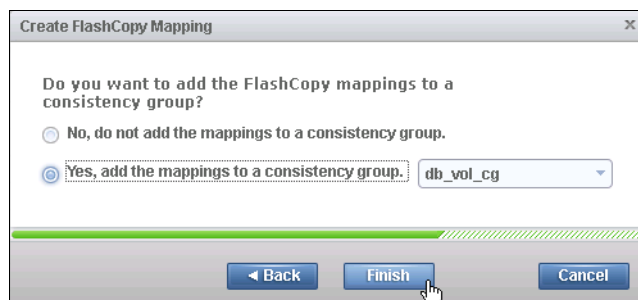 Create FlashCopy Mapping x
Do you want to add the FlashCopy mappings to a
consistency group?
No, do not add the mappings to a consistency group.
Yes, add the mappings to a consistency group. db_vol_cg
◄ Back Finish Cancel